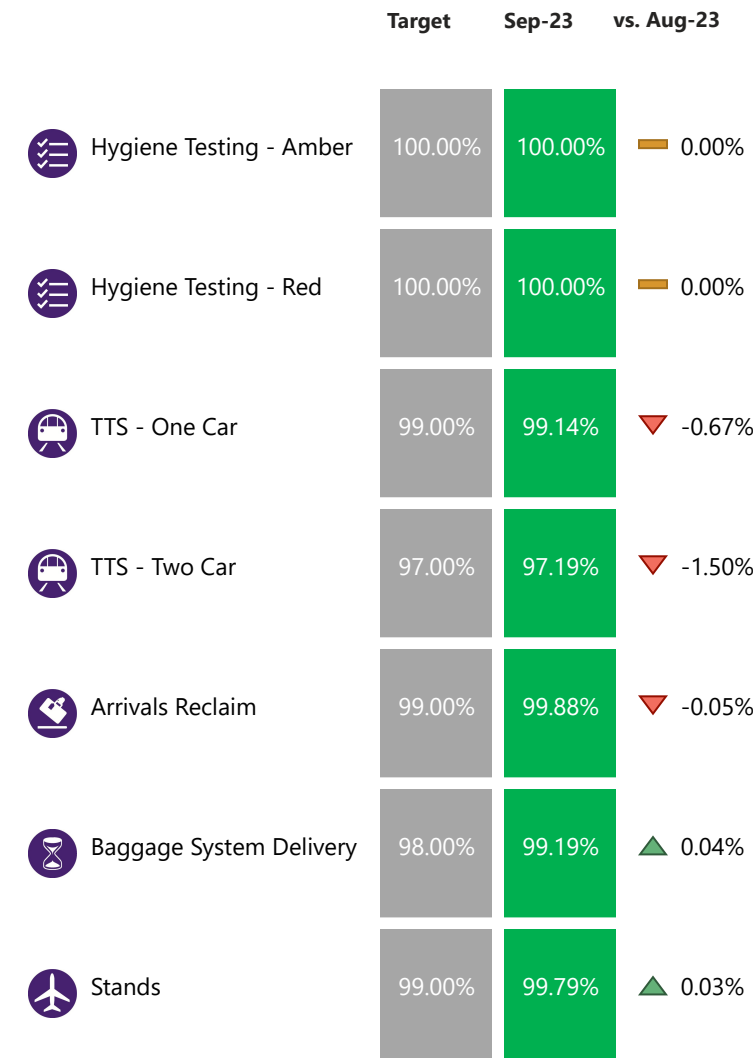 Target Sep-23 vs. Aug-23
Hygiene Testing - Amber 100.00% 100.00% 0.00%
Hygiene Testing - Red 100.00% 100.00% 0.00%
TTS - One Car 99.00% 99.14% -0.67%
TTS - Two Car 97.00% 97.19% -1.50%
Arrivals Reclaim 99.00% 99.88% -0.05%
Baggage System Delivery 98.00% 99.19% 0.04%
Stands 99.00% 99.79% 0.03%